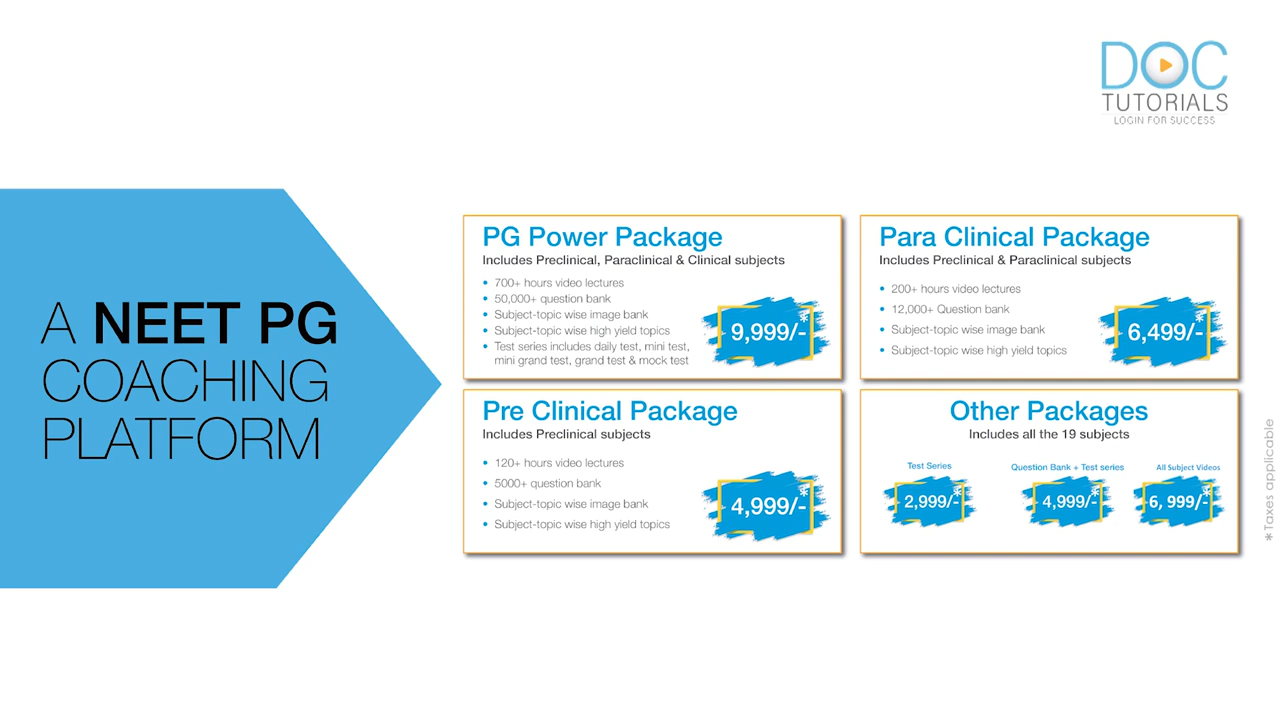 DOC
TUTORIALS
LOGIN FOR SUCCESS
A NEET PG
COACHING
PLATFORM
PG Power Package
Includes Preclinical, Paraclinical & Clinical subjects
• 700+ hours video lectures
• 50,000+ question bank
• Subject-topic wise image bank
• Subject-topic wise high yield topics
• Test series includes daily test, mini test,
mini grand test, grand test & mock test
9,999/-*
Para Clinical Package
Includes Preclinical & Paraclinical subjects
• 200+ hours video lectures
• 12,000+ Question bank
• Subject-topic wise image bank
• Subject-topic wise high yield topics
6,499/-*
Pre Clinical Package
Includes Preclinical subjects
• 120+ hours video lectures
• 5000+ question bank
• Subject-topic wise image bank
• Subject-topic wise high yield topics
4,999/-*
Other Packages
Includes all the 19 subjects
Test Series
2,999/-*
Question Bank + Test series
4,999/-*
All Subject Videos
6, 999/-*
*Taxes applicable